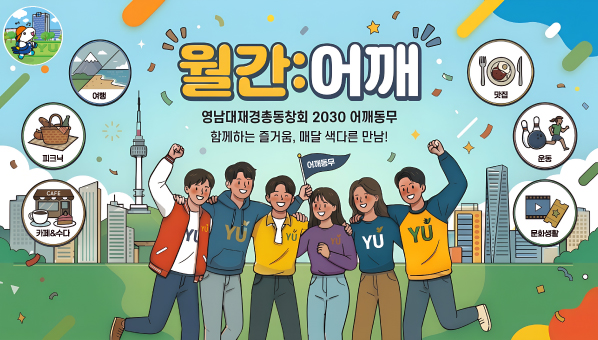 월간:어깨
영남대재경총동창회 2030 어깨동무
함께하는 즐거움, 매달 색다른 만남!
여행
맛집
피크닉
운동
CAFE
카페&수다
문화생활
어깨동무
YU
YU
YU
YU
YU
YU
YU